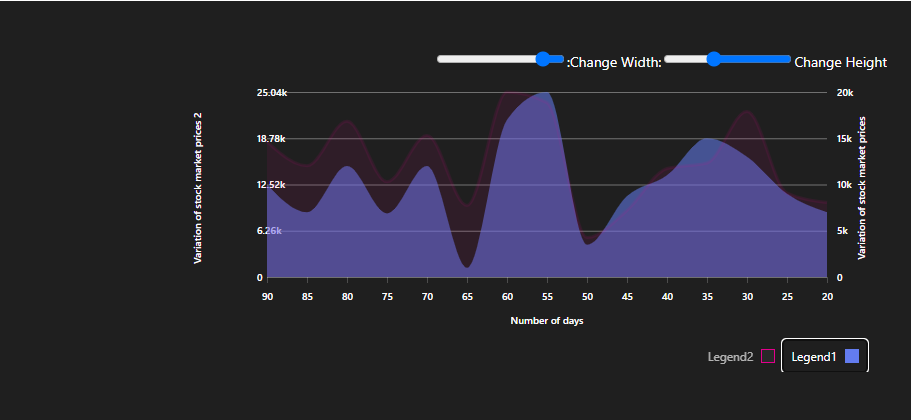 :Change Width: Change Height
25.04k
18.78k
12.52k
6.26k
0
Variation of stock market prices 2
20k
15k
10k
5k
0
Variation of stock market prices
90 85 80 75 70 65 60 55 50 45 40 35 30 25 20
Number of days
Legend2 Legend1